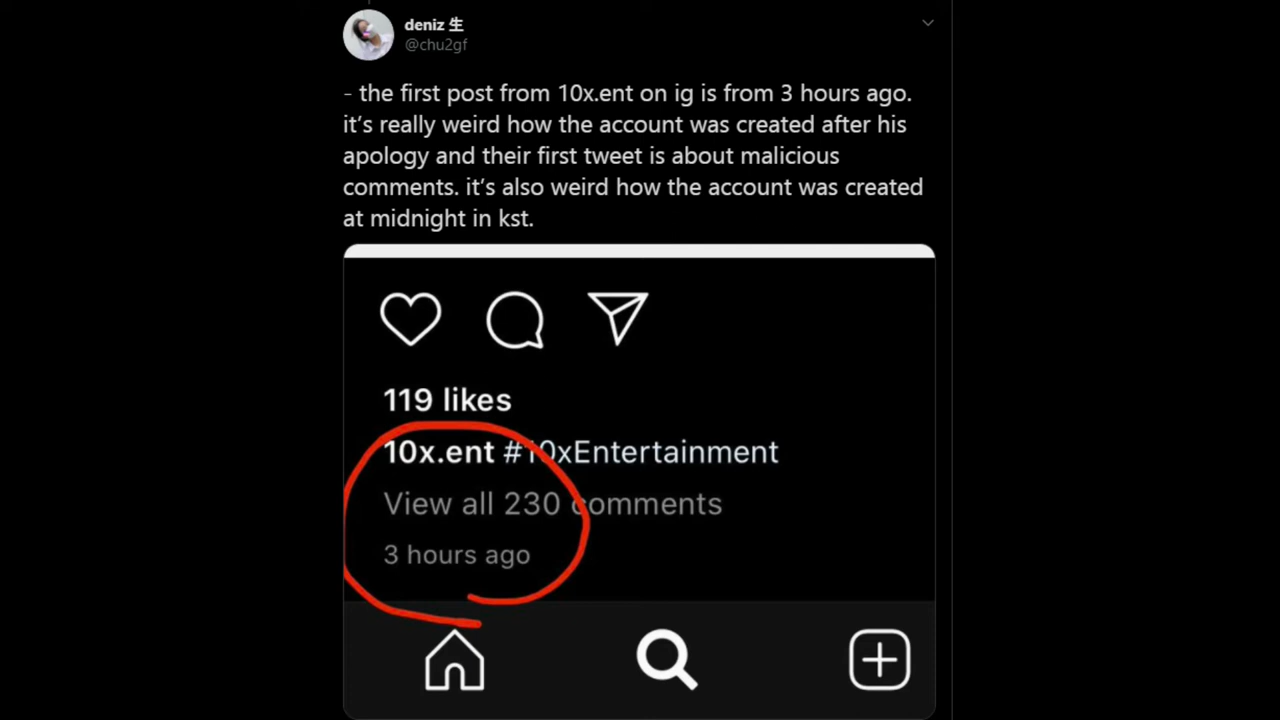 deniz 生
@chu2gf
- the first post from 10x.ent on ig is from 3 hours ago.
it’s really weird how the account was created after his
apology and their first tweet is about malicious
comments. it’s also weird how the account was created
at midnight in kst.
119 likes
10x.ent #10xEntertainment
View all 230 comments
3 hours ago